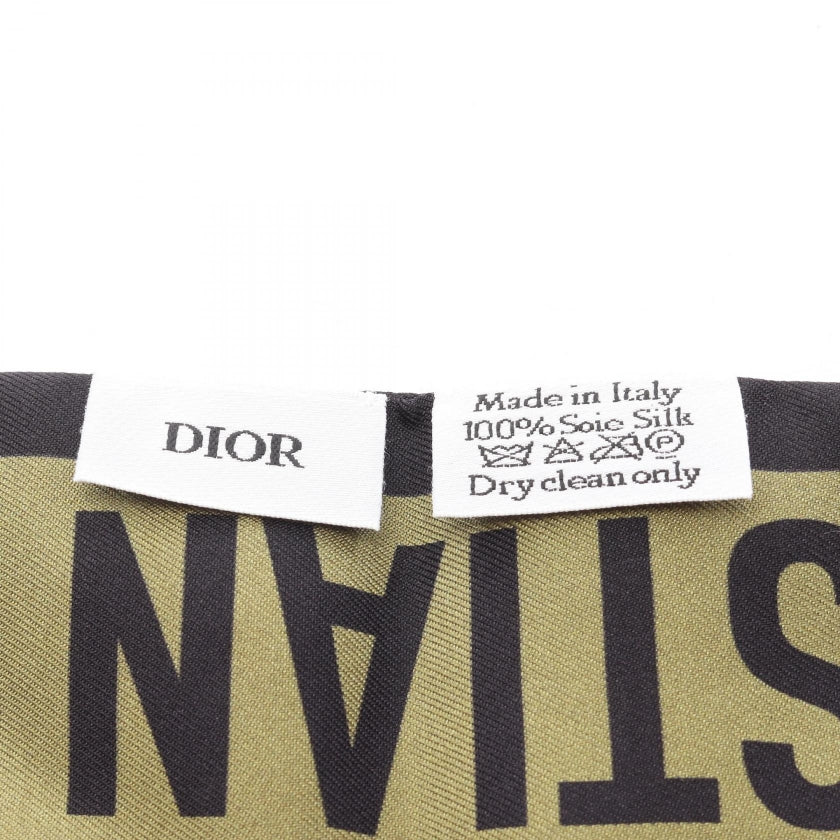 DIOR
Made in Italy
100% Soie Silk
P
Dry clean only
STIAN